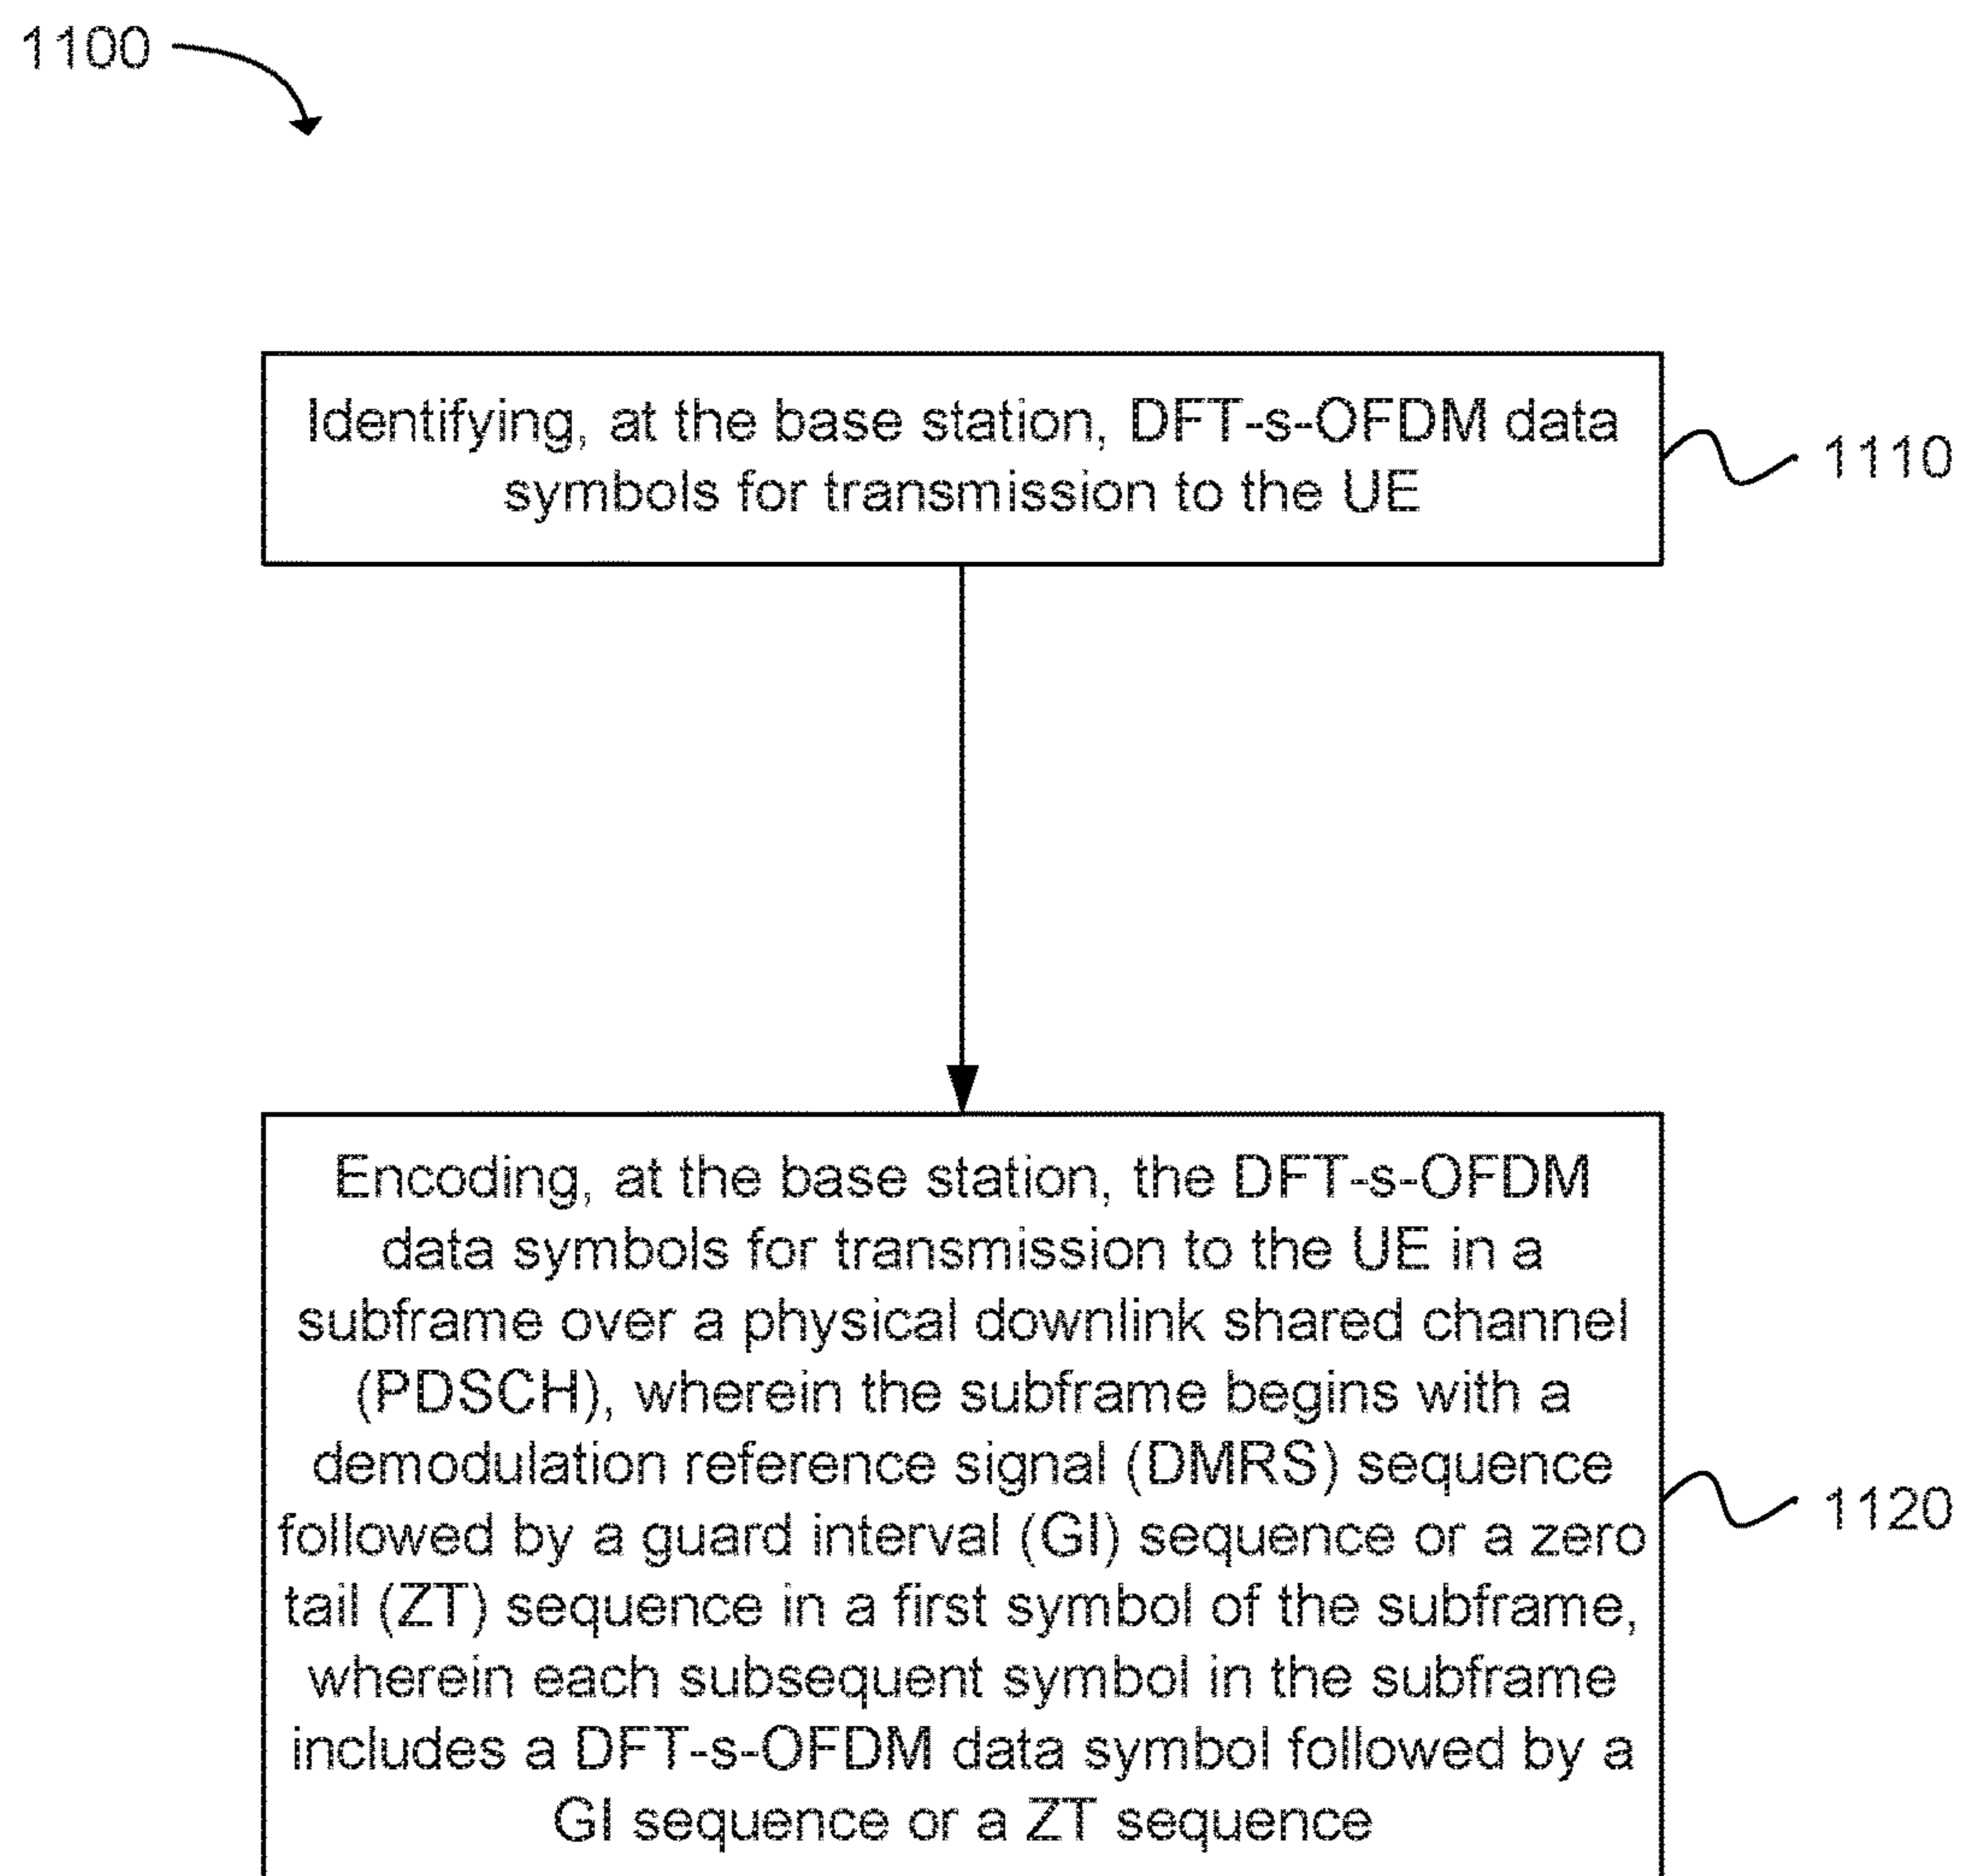 1100
Identifying, at the base station, DFT-s-OFDM data
symbols for transmission to the UE
1110
Encoding, at the base station, the DFT-s-OFDM
data symbols for transmission to the UE in a
subframe over a physical downlink shared channel
(PDSCH), wherein the subframe begins with a
demodulation reference signal (DMRS) sequence
followed by a guard interval (GI) sequence or a zero
tail (ZT) sequence in a first symbol of the subframe,
wherein each subsequent symbol in the subframe
includes a DFT-s-OFDM data symbol followed by a
GI sequence or a ZT sequence
1120